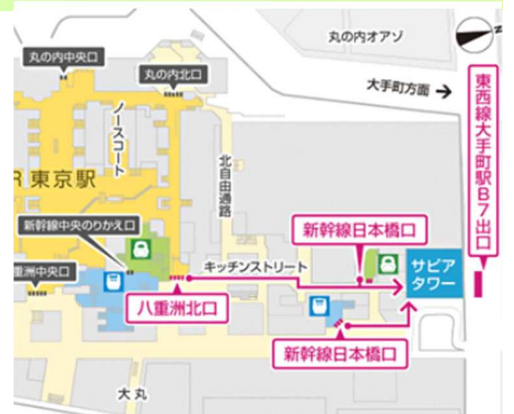 丸の内オアゾ
丸の内中央口
丸の内北口
大手町方面 →
東西線大手町駅B7出口
ノースコート
R 東京駅
北自由通路
新幹線中央のりかえ口
新幹線日本橋口
重洲中央口
キッチンストリート
サピア
タワー
八重洲北口
新幹線日本橋口
大丸